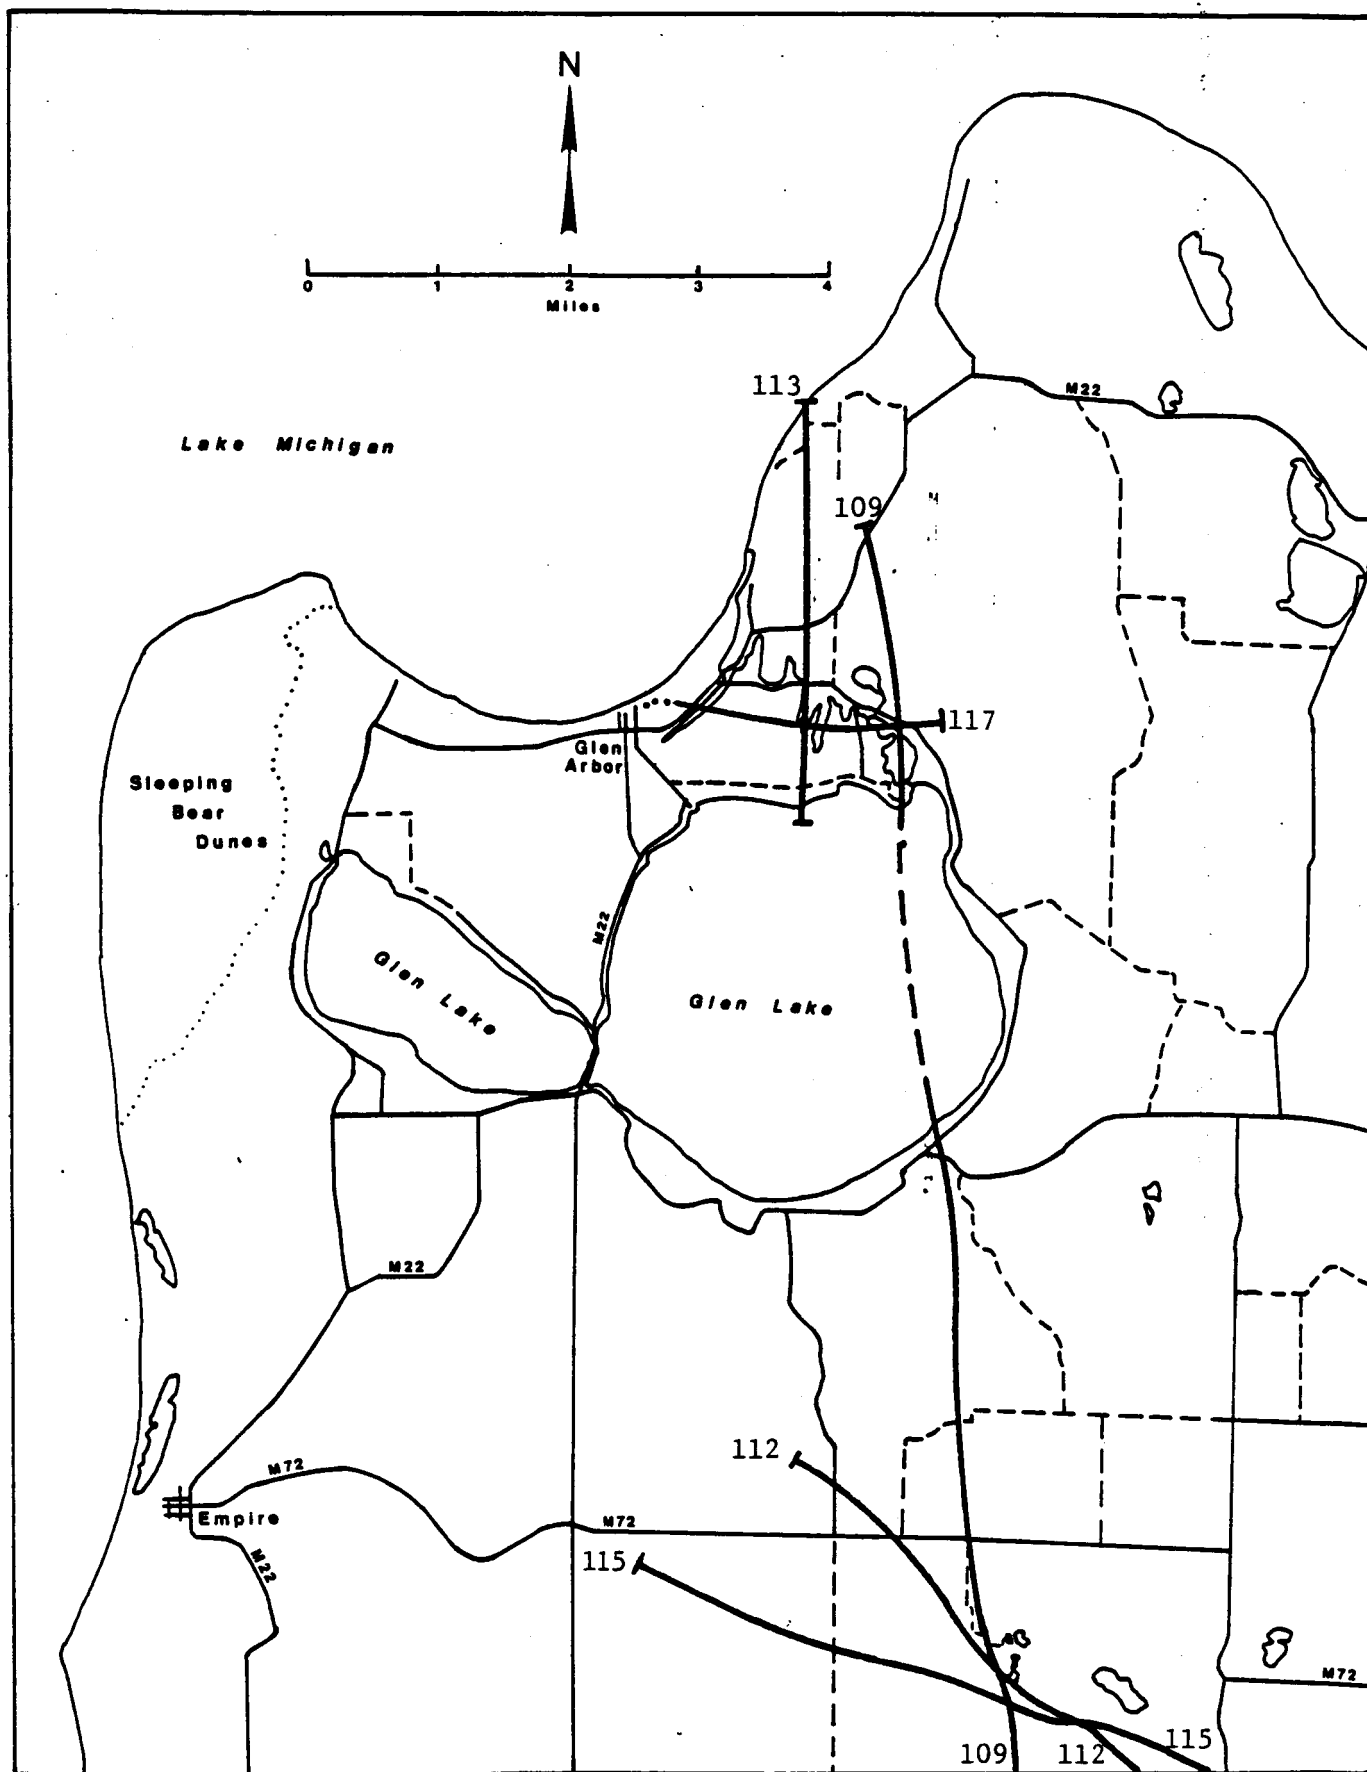 N
0 1 2 3 4
Miles
113
M22
Lake Michigan
109
117
Glen
Arbor
Sleeping
Bear
Dunes
M22
Glen Lake
Glen Lake
M22
112
M72
Empire
M72
115
M22
M72
115
109
112